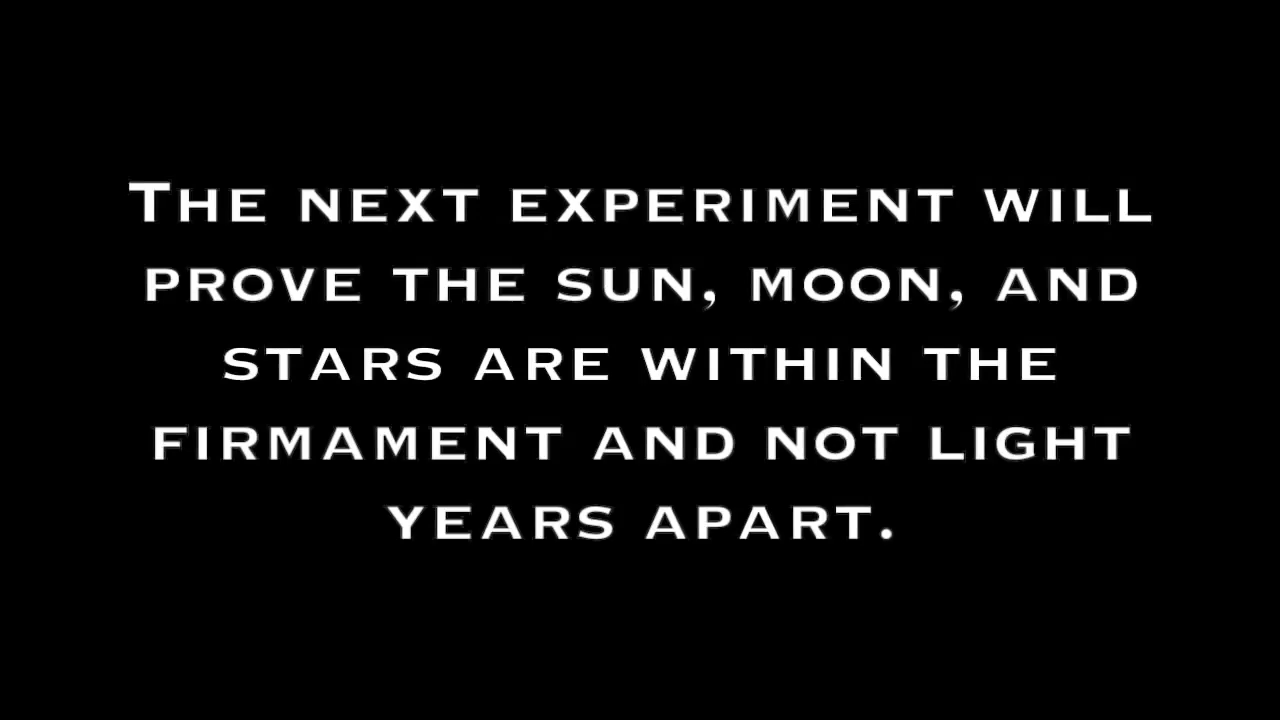 The next experiment will
prove the sun, moon, and
stars are within the
firmament and not light
years apart.